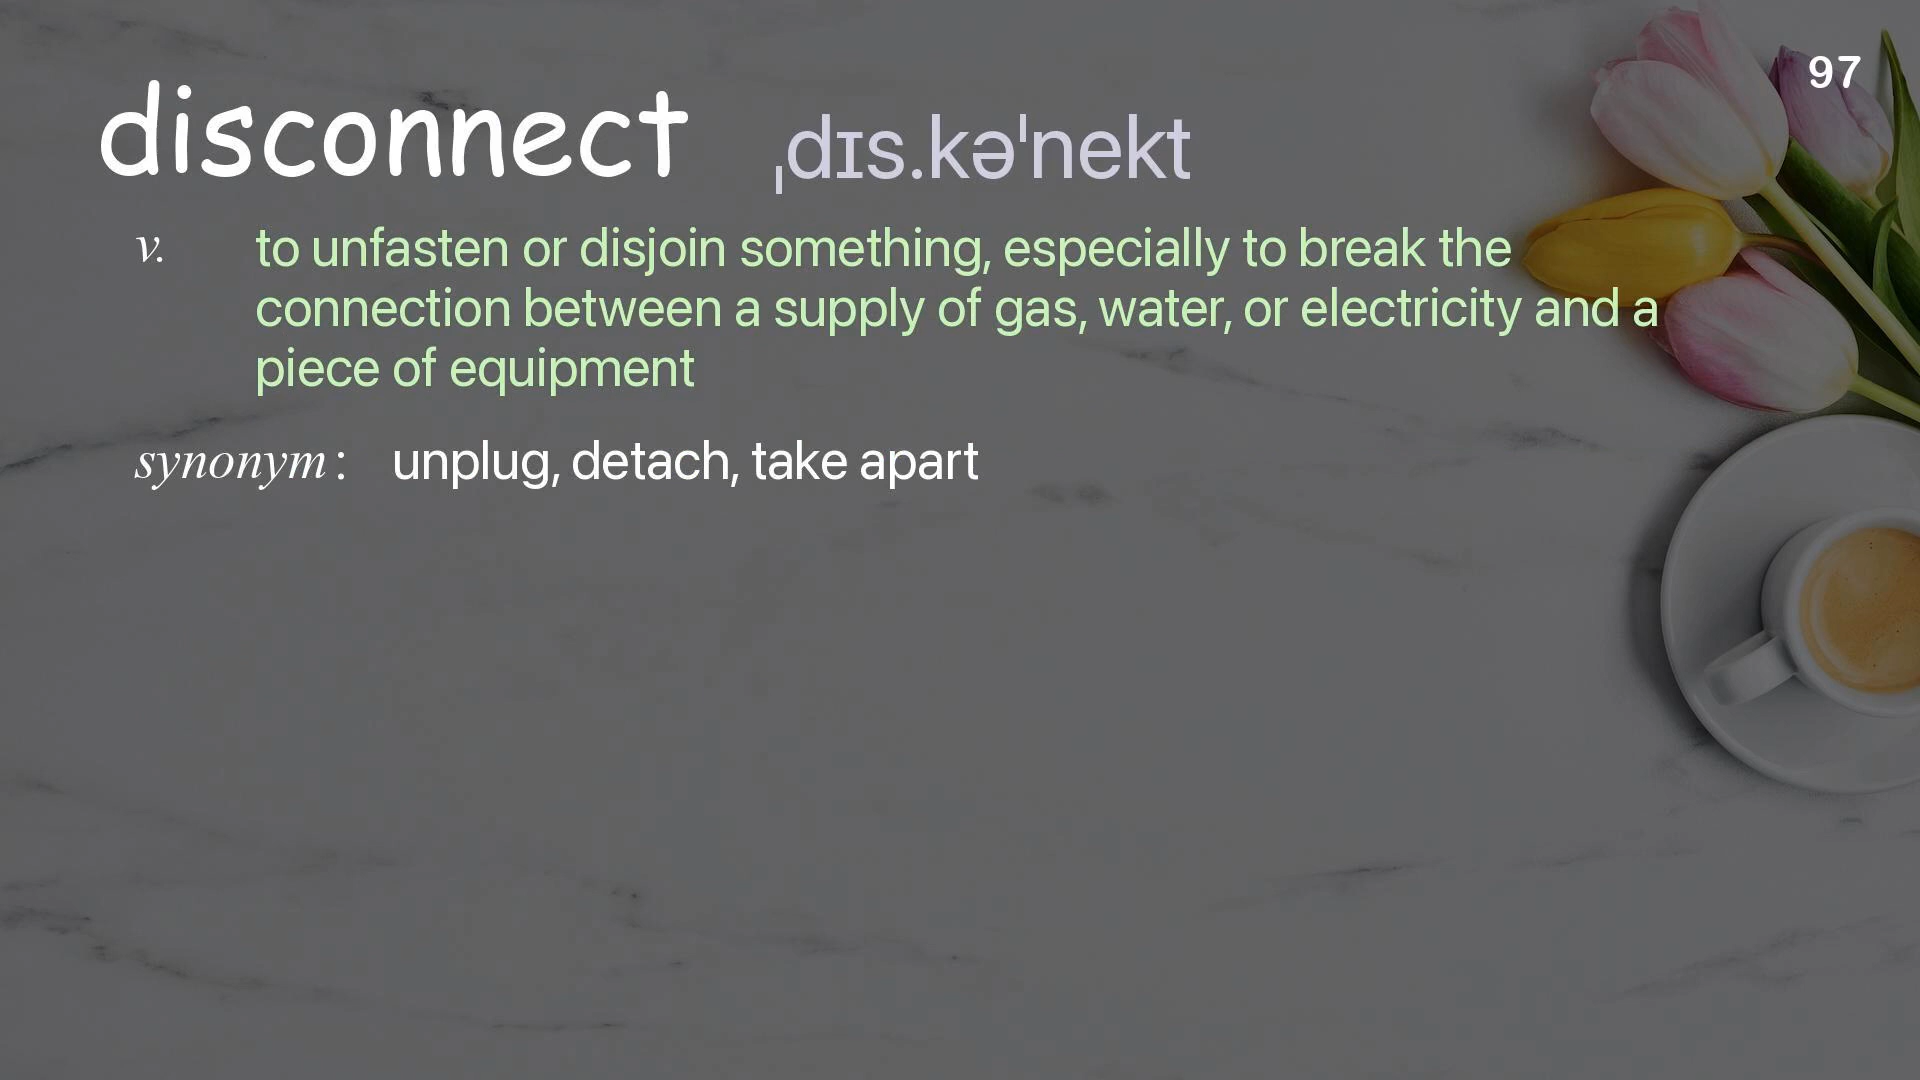 97
disconnect ˌdɪs.kəˈnekt
v. to unfasten or disjoin something, especially to break the
connection between a supply of gas, water, or electricity and a
piece of equipment
synonym: unplug, detach, take apart